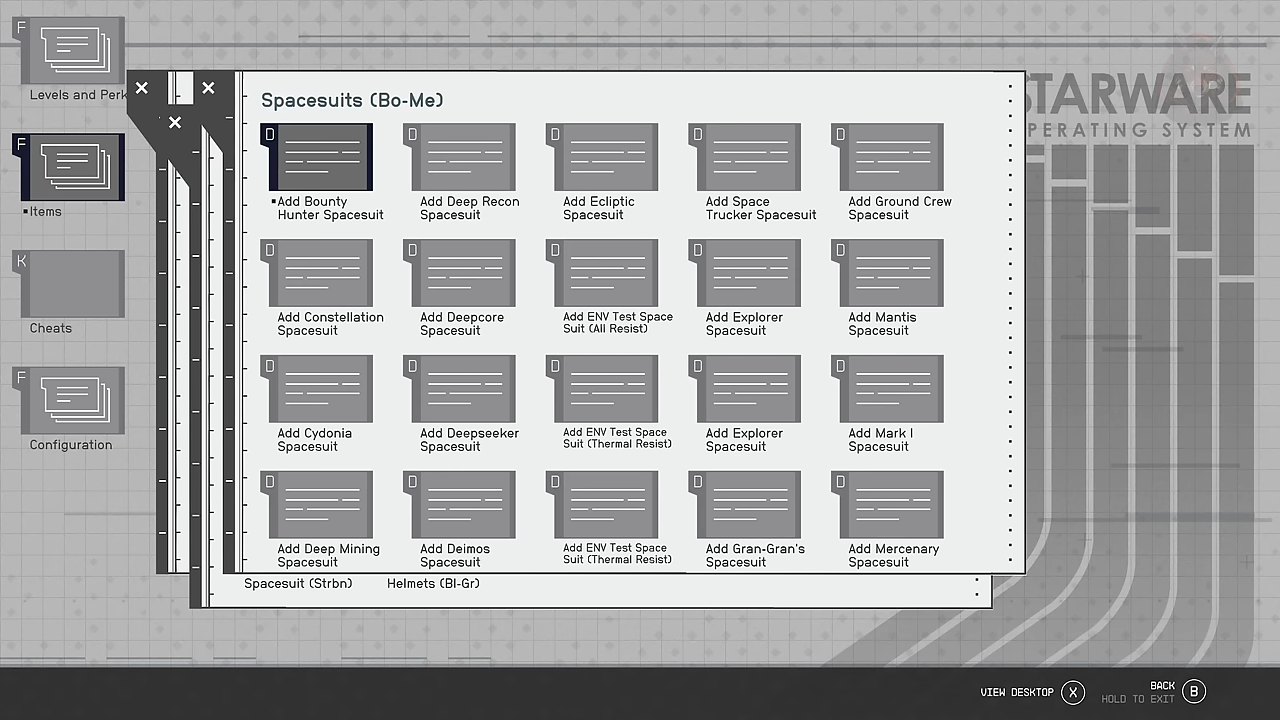 F
Levels and Perk
F
Items
K
Cheats
F
Configuration
TARWARE
PERATING SYSTEM
Spacesuits (Bo-Me)
D
Add Bounty
Hunter Spacesuit
D
Add Deep Recon
Spacesuit
D
Add Ecliptic
Spacesuit
D
Add Space
Trucker Spacesuit
D
Add Ground Crew
Spacesuit
D
Add Constellation
Spacesuit
D
Add Deepcore
Spacesuit
D
Add ENV Test Space
Suit (All Resist)
D
Add Explorer
Spacesuit
D
Add Mantis
Spacesuit
D
Add Cydonia
Spacesuit
D
Add Deepseeker
Spacesuit
D
Add ENV Test Space
Suit (Thermal Resist)
D
Add Explorer
Spacesuit
D
Add Mark I
Spacesuit
D
Add Deep Mining
Spacesuit
D
Add Deimos
Spacesuit
D
Add ENV Test Space
Suit (Thermal Resist)
D
Add Gran-Gran's
Spacesuit
D
Add Mercenary
Spacesuit
Spacesuit (Strbn)
Helmets (Bl-Gr)
VIEW DESKTOP X
BACK
HOLD TO EXIT B